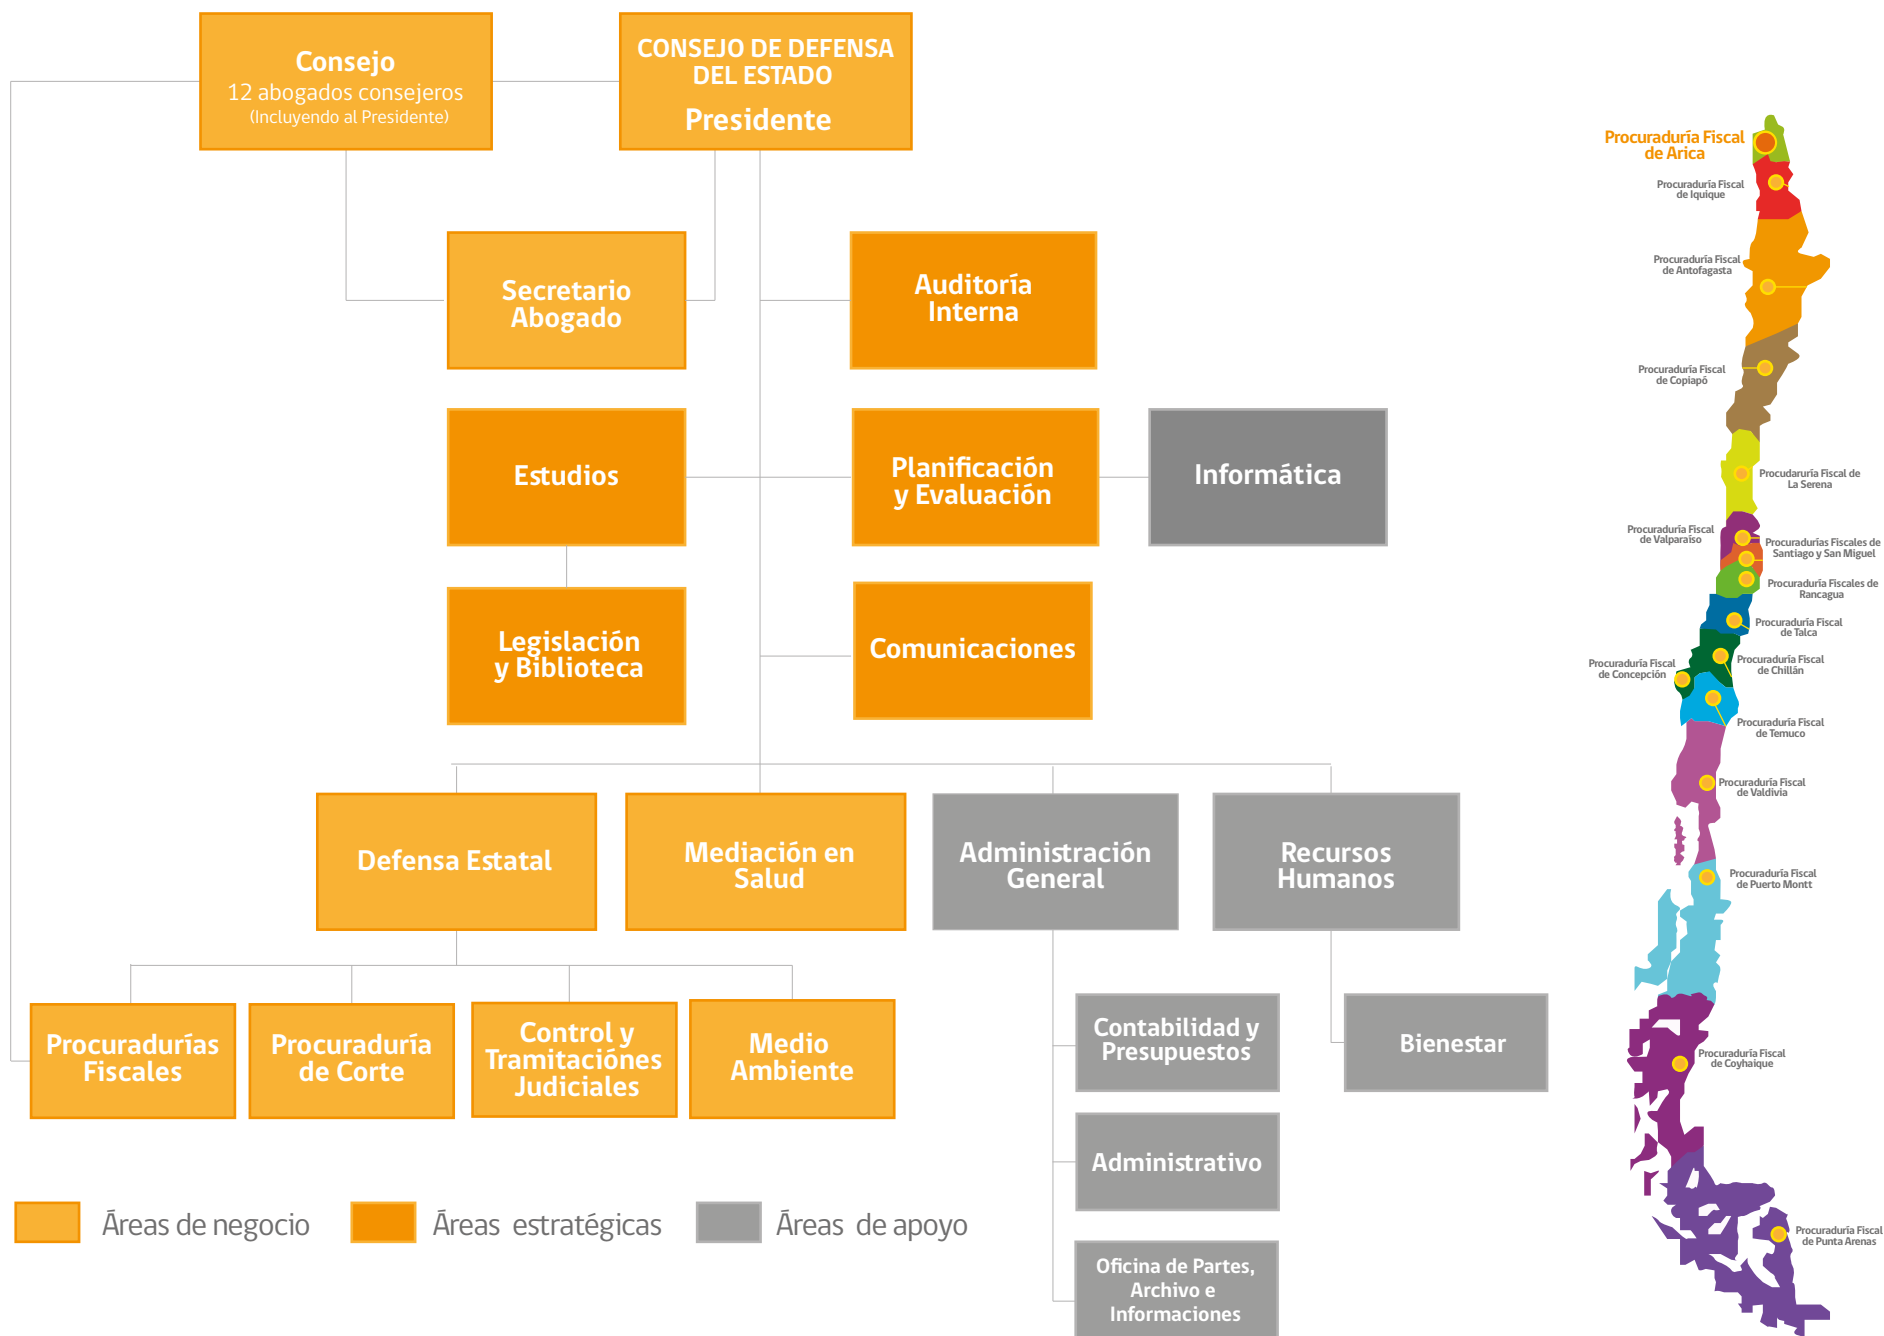 Consejo
12 abogados consejeros
(Incluyendo al Presidente)
CONSEJO DE DEFENSA
DEL ESTADO
Presidente
Secretario
Abogado
Auditoría
Interna
Estudios
Planificación
y Evaluación
Informática
Legislación
y Biblioteca
Comunicaciones
Defensa Estatal
Mediación en
Salud
Administración
General
Recursos
Humanos
Procuradurías
Fiscales
Procuraduría
de Corte
Control y
Tramitaciónes
Judiciales
Medio
Ambiente
Contabilidad y
Presupuestos
Bienestar
Administrativo
Oficina de Partes,
Archivo e
Informaciones
Áreas de negocio
Áreas estratégicas
Áreas de apoyo
Procuraduría Fiscal
de Arica
Procuraduría Fiscal
de Iquique
Procuraduría Fiscal
de Antofagasta
Procuraduría Fiscal
de Copiapó
Procudaruría Fiscal de
La Serena
Procuraduría Fiscal
de Valparaíso
Procuradurías Fiscales de
Santiago y San Miguel
Procuraduría Fiscales de
Rancagua
Procuraduría Fiscal
de Talca
Procuraduría Fiscal
de Chillán
Procuraduría Fiscal
de Concepción
Procuraduría Fiscal
de Temuco
Procuraduría Fiscal
de Valdivia
Procuraduría Fiscal
de Puerto Montt
Procuraduría Fiscal
de Coyhaique
Procuraduría Fiscal
de Punta Arenas